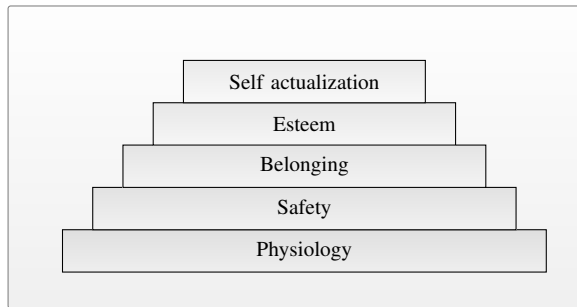 Self actualization
Esteem
Belonging
Safety
Physiology